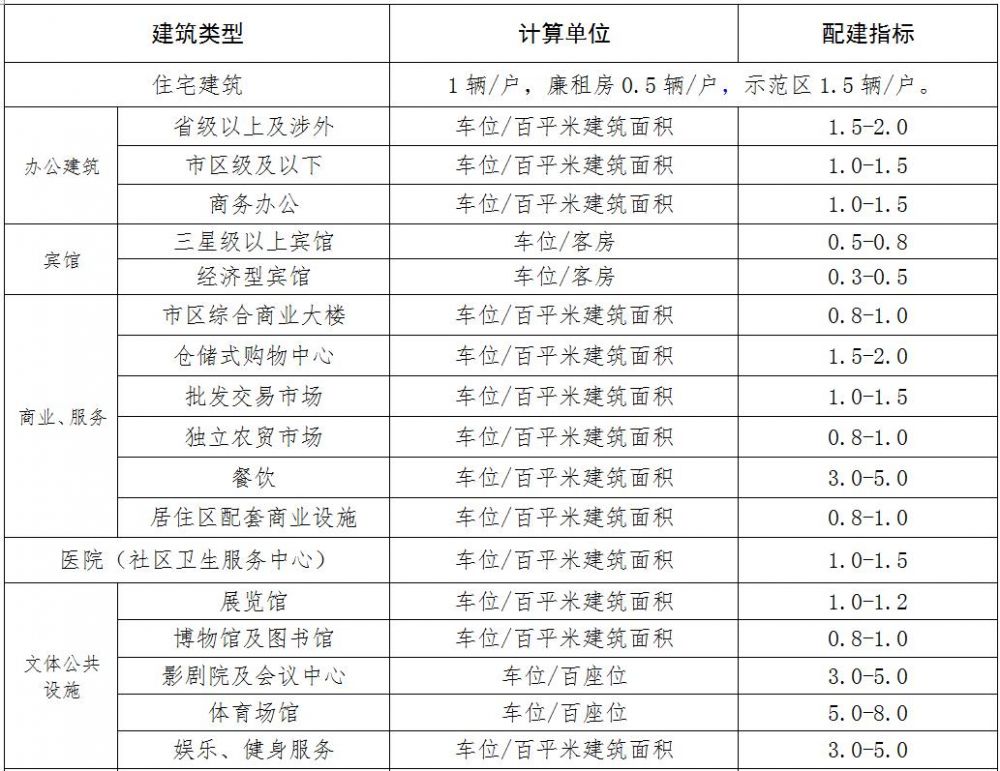 建筑类型 计算单位 配建指标
住宅建筑 1辆/户，廉租房0.5辆/户，示范区1.5辆/户。
办公建筑
省级以上及涉外 车位/百平米建筑面积 1.5-2.0
市区级及以下 车位/百平米建筑面积 1.0-1.5
商务办公 车位/百平米建筑面积 1.0-1.5
宾馆
三星级以上宾馆 车位/客房 0.5-0.8
经济型宾馆 车位/客房 0.3-0.5
商业、服务
市区综合商业大楼 车位/百平米建筑面积 0.8-1.0
仓储式购物中心 车位/百平米建筑面积 1.5-2.0
批发交易市场 车位/百平米建筑面积 1.0-1.5
独立农贸市场 车位/百平米建筑面积 0.8-1.0
餐饮 车位/百平米建筑面积 3.0-5.0
居住区配套商业设施 车位/百平米建筑面积 0.8-1.0
医院（社区卫生服务中心） 车位/百平米建筑面积 1.0-1.5
文体公共
设施
展览馆 车位/百平米建筑面积 1.0-1.2
博物馆及图书馆 车位/百平米建筑面积 0.8-1.0
影剧院及会议中心 车位/百座位 3.0-5.0
体育场馆 车位/百座位 5.0-8.0
娱乐、健身服务 车位/百平米建筑面积 3.0-5.0